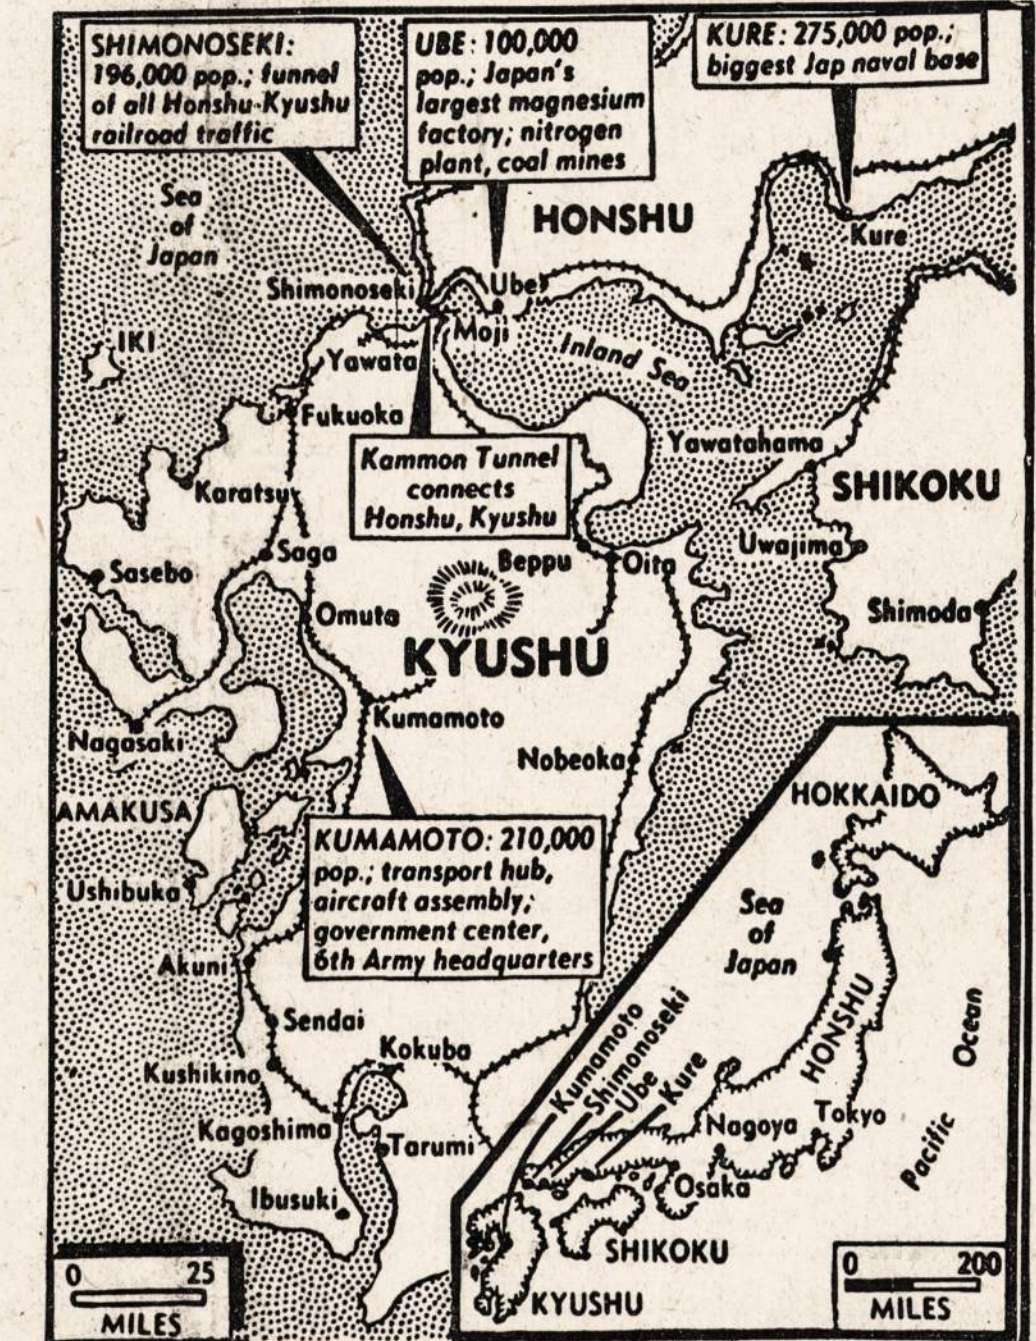 SHIMONOSEKI:
196,000 pop.; funnel
of all Honshu-Kyushu
railroad traffic
UBE: 100,000
pop.; Japan's
largest magnesium
factory; nitrogen
plant, coal mines
KURE: 275,000 pop.;
biggest Jap naval base
Sea
of
Japan
HONSHU
Kure
Shimonoseki
Ube
Moji
IKI
Yawata
Inland Sea
Fukuoka
Kammon Tunnel
connects
Honshu, Kyushu
Yawatahama
SHIKOKU
Karatsu
Saga
Beppu
Oita
Uwajima
Sasebo
Omuta
Shimoda
KYUSHU
Kumamoto
Nagasaki
Nobeoka
AMAKUSA
KUMAMOTO: 210,000
pop.; transport hub,
aircraft assembly;
government center,
6th Army headquarters
Ushibuka
Akuni
Sendai
Kokuba
Kushikino
Kagoshima
Tarumi
Ibusuki
0 25
MILES
HOKKAIDO
Sea
of
Japan
HONSHU
Pacific Ocean
Kumamoto
Shimonoseki
Ube
Kure
Nagoya
Tokyo
Osaka
SHIKOKU
KYUSHU
0 200
MILES